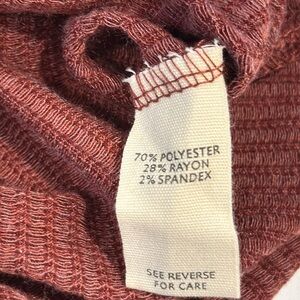 70% POLYESTER
28% RAYON
2% SPANDEX
SEE REVERSE
FOR CARE